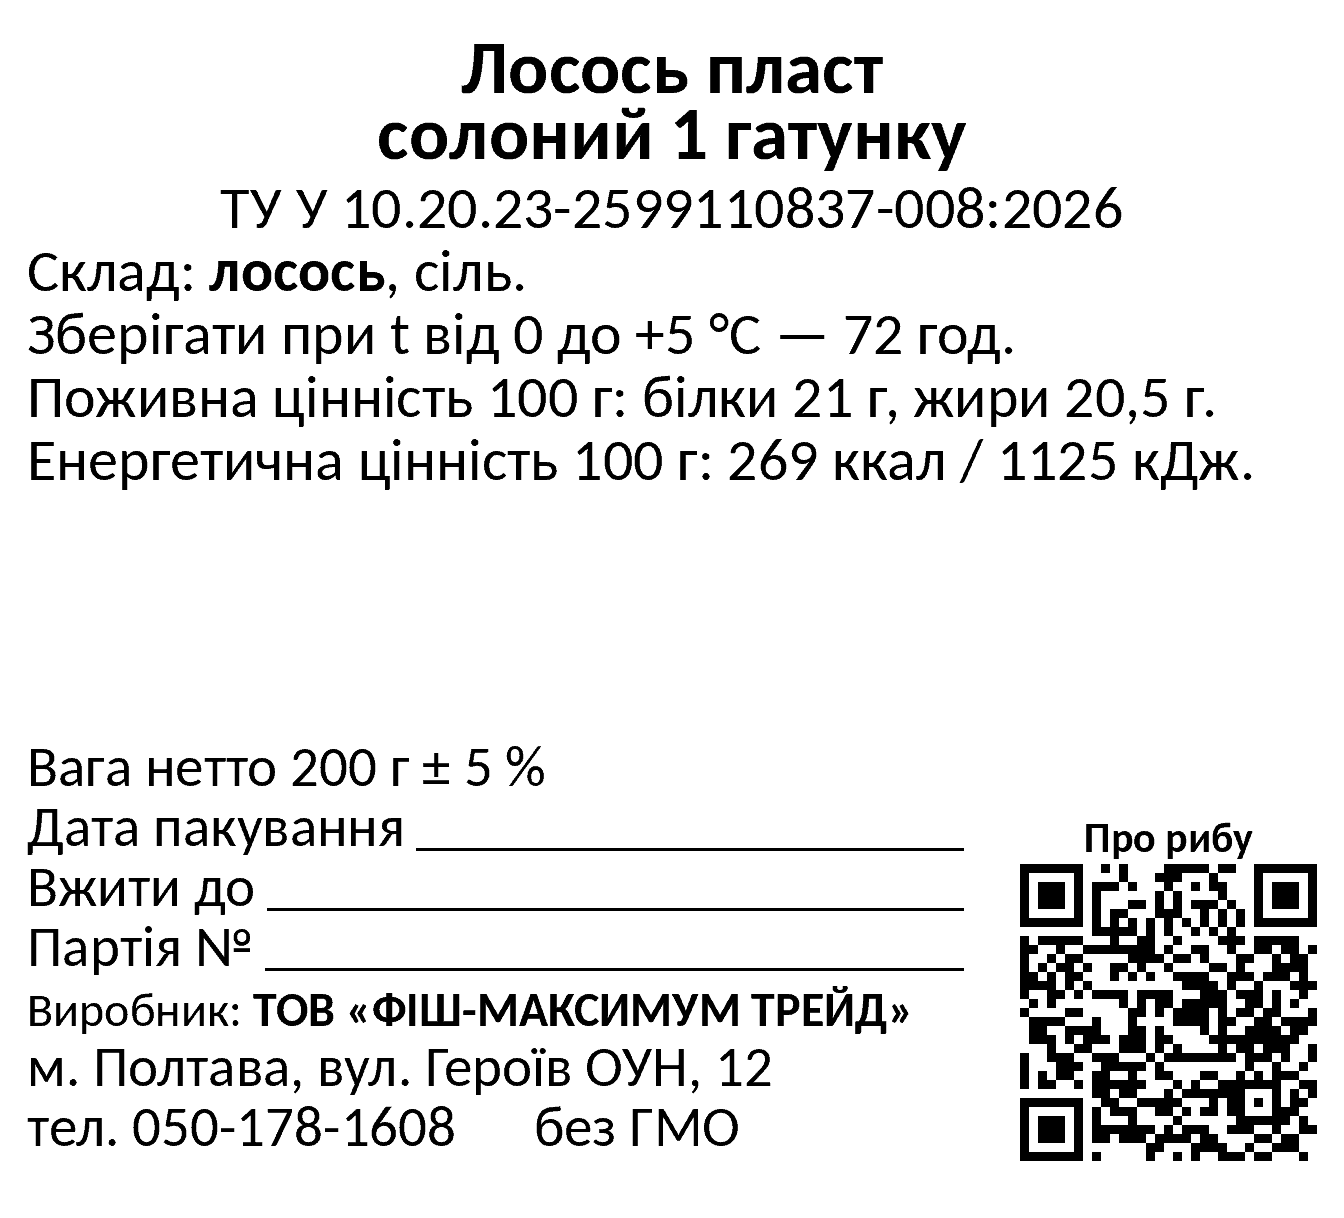 Лосось пласт
солоний 1 гатунку
ТУ У 10.20.23-2599110837-008:2026
Склад: лосось, сіль.
Зберігати при t від 0 до +5 °С — 72 год.
Поживна цінність 100 г: білки 21 г, жири 20,5 г.
Енергетична цінність 100 г: 269 ккал / 1125 кДж.
Вага нетто 200 г ± 5 %
Дата пакування
Вжити до
Партія №
Виробник: ТОВ «ФІШ-МАКСИМУМ ТРЕЙД»
м. Полтава, вул. Героїв ОУН, 12
тел. 050-178-1608 без ГМО
Про рибу